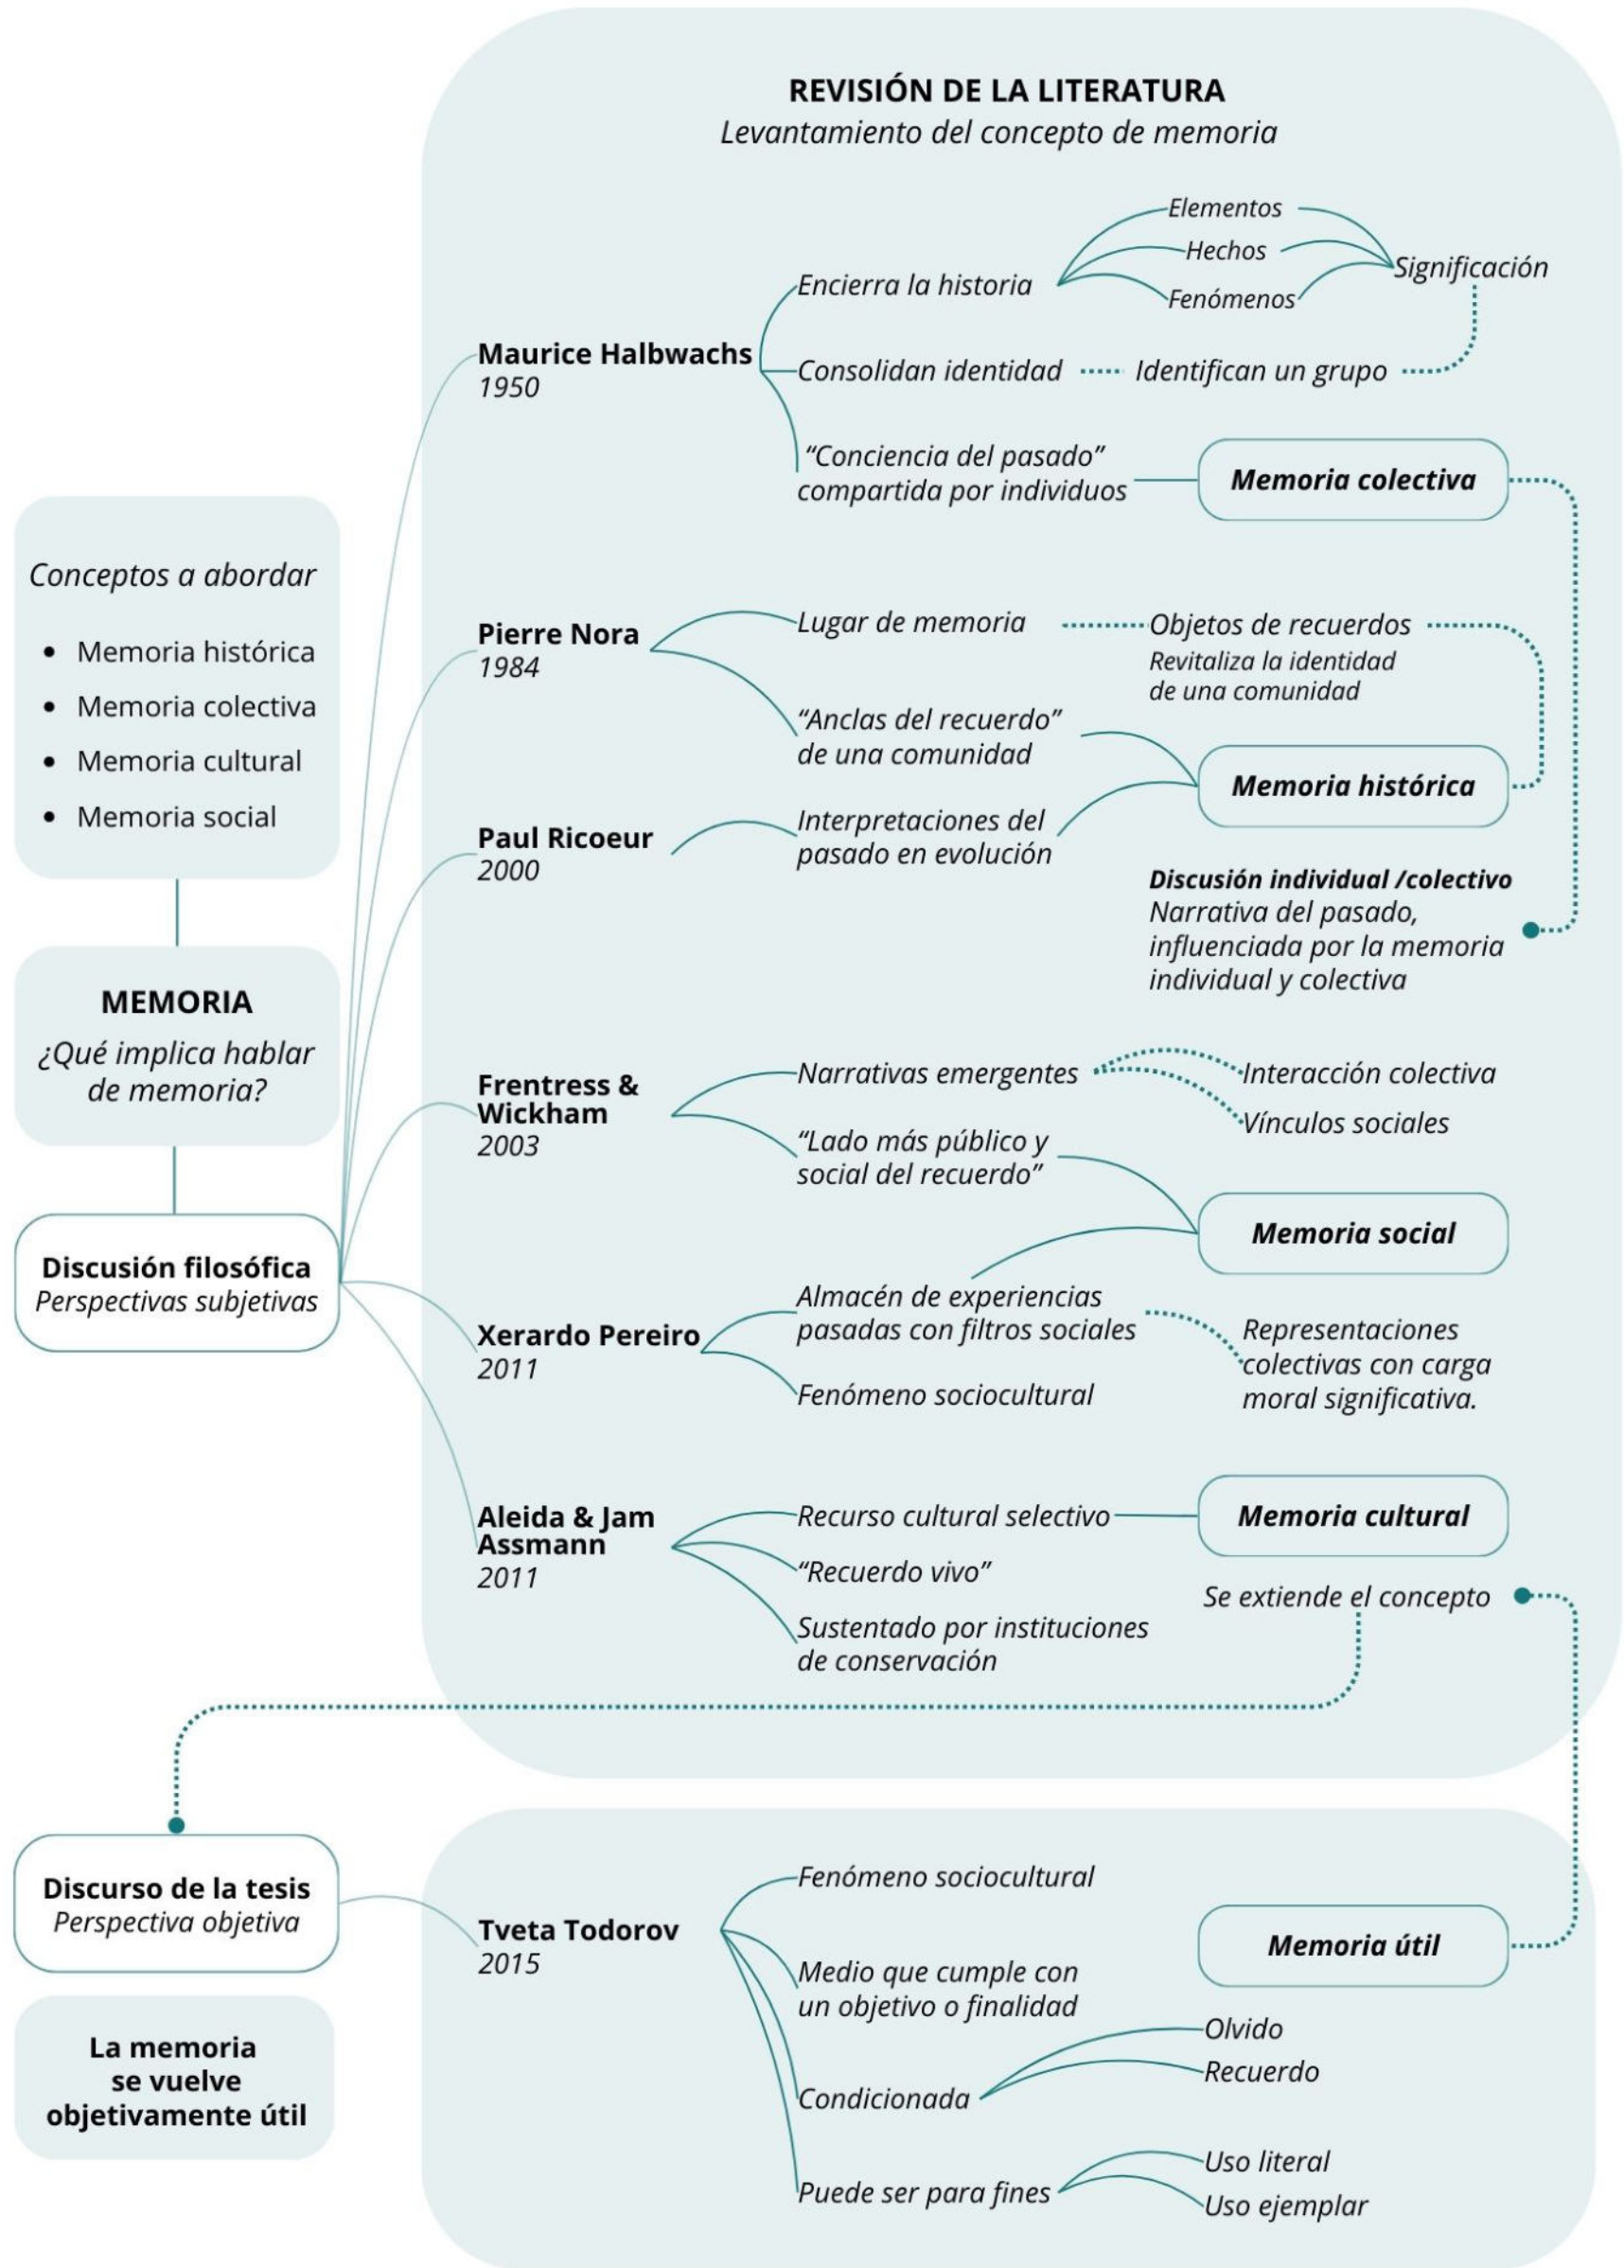 REVISIÓN DE LA LITERATURA
Levantamiento del concepto de memoria
Conceptos a abordar
• Memoria histórica
• Memoria colectiva
• Memoria cultural
• Memoria social
MEMORIA
¿Qué implica hablar
de memoria?
Discusión filosófica
Perspectivas subjetivas
Maurice Halbwachs
1950
Encierra la historia
Elementos
Hechos
Fenómenos
Significación
Consolidan identidad
Identifican un grupo
“Conciencia del pasado”
compartida por individuos
Memoria colectiva
Pierre Nora
1984
Lugar de memoria
Objetos de recuerdos
Revitaliza la identidad
de una comunidad
“Anclas del recuerdo”
de una comunidad
Memoria histórica
Paul Ricoeur
2000
Interpretaciones del
pasado en evolución
Discusión individual /colectivo
Narrativa del pasado,
influenciada por la memoria
individual y colectiva
Frentress &
Wickham
2003
Narrativas emergentes
Interacción colectiva
Vínculos sociales
“Lado más público y
social del recuerdo”
Memoria social
Xerardo Pereiro
2011
Almacén de experiencias
pasadas con filtros sociales
Representaciones
colectivas con carga
moral significativa.
Fenómeno sociocultural
Aleida & Jam
Assmann
2011
Recurso cultural selectivo
Memoria cultural
“Recuerdo vivo”
Se extiende el concepto
Sustentado por instituciones
de conservación
Discurso de la tesis
Perspectiva objetiva
La memoria
se vuelve
objetivamente útil
Tveta Todorov
2015
Fenómeno sociocultural
Memoria útil
Medio que cumple con
un objetivo o finalidad
Condicionada
Olvido
Recuerdo
Puede ser para fines
Uso literal
Uso ejemplar